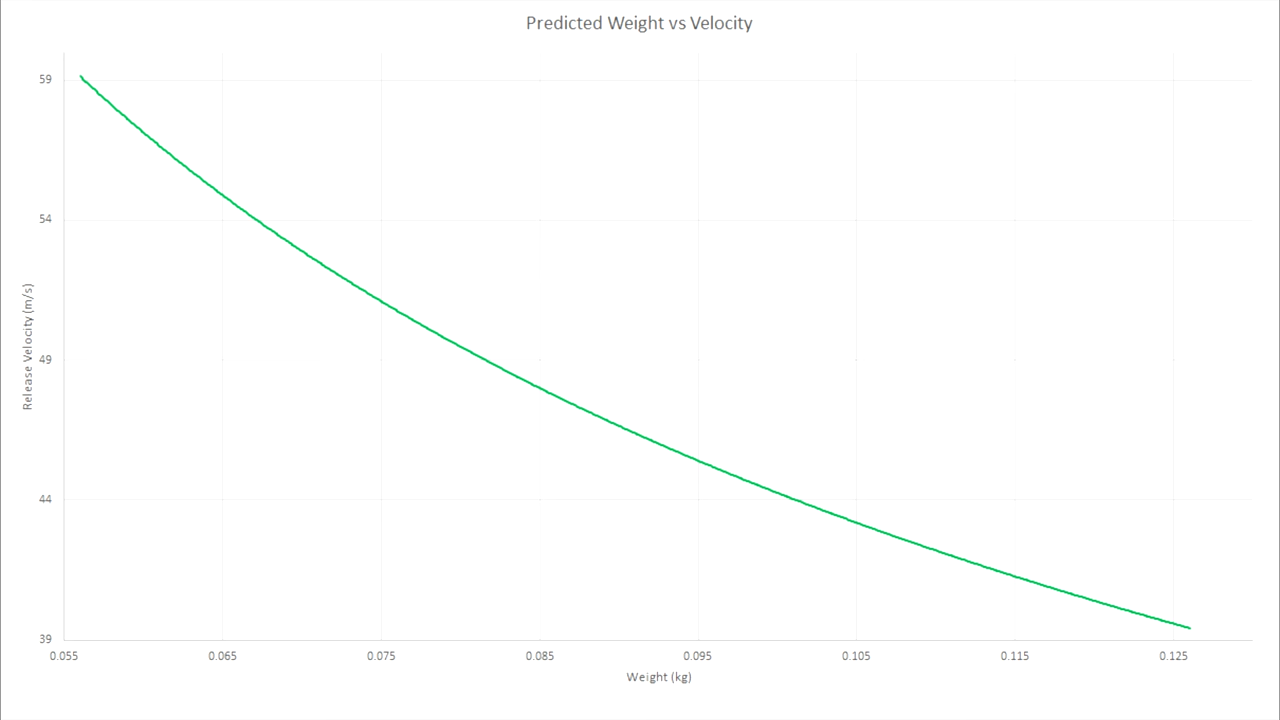 Predicted Weight vs Velocity
59
54
49
44
39
Release Velocity (m/s)
0.055 0.065 0.075 0.085 0.095 0.105 0.115 0.125
Weight (kg)